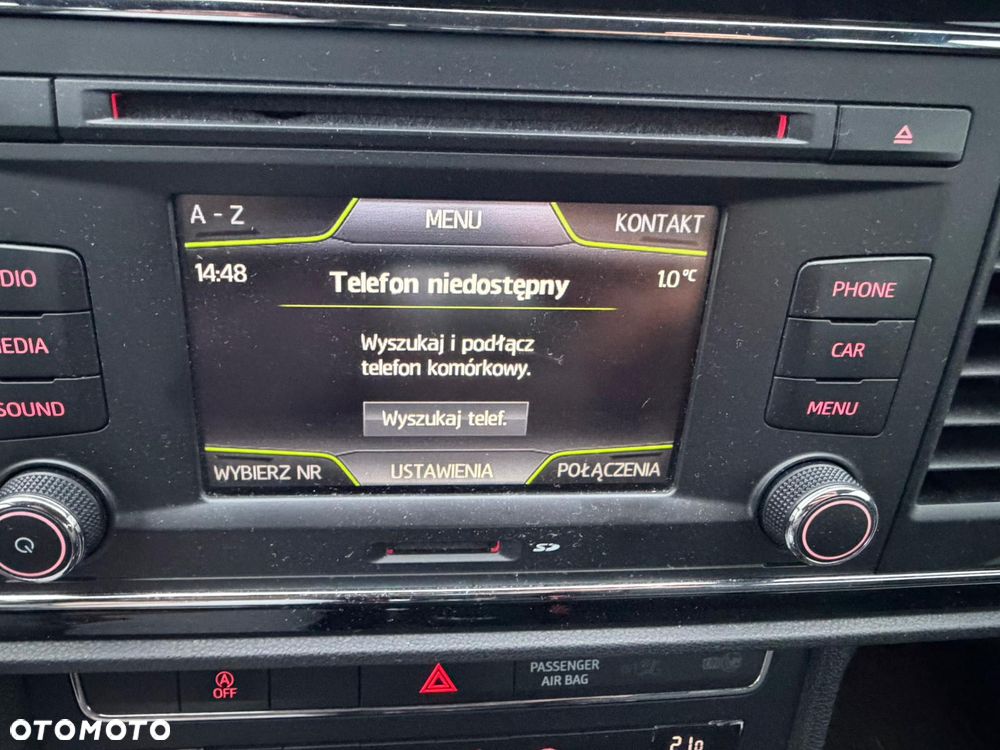 A - Z MENU KONTAKT
14:48 Telefon niedostępny 1.0 °C
Wyszukaj i podłącz
telefon komórkowy.
Wyszukaj telef.
WYBIERZ NR USTAWIENIA POŁĄCZENIA
DIO
EDIA
SOUND
PHONE
CAR
MENU
SD
A
OFF
PASSENGER
AIR BAG
OTOMOTO